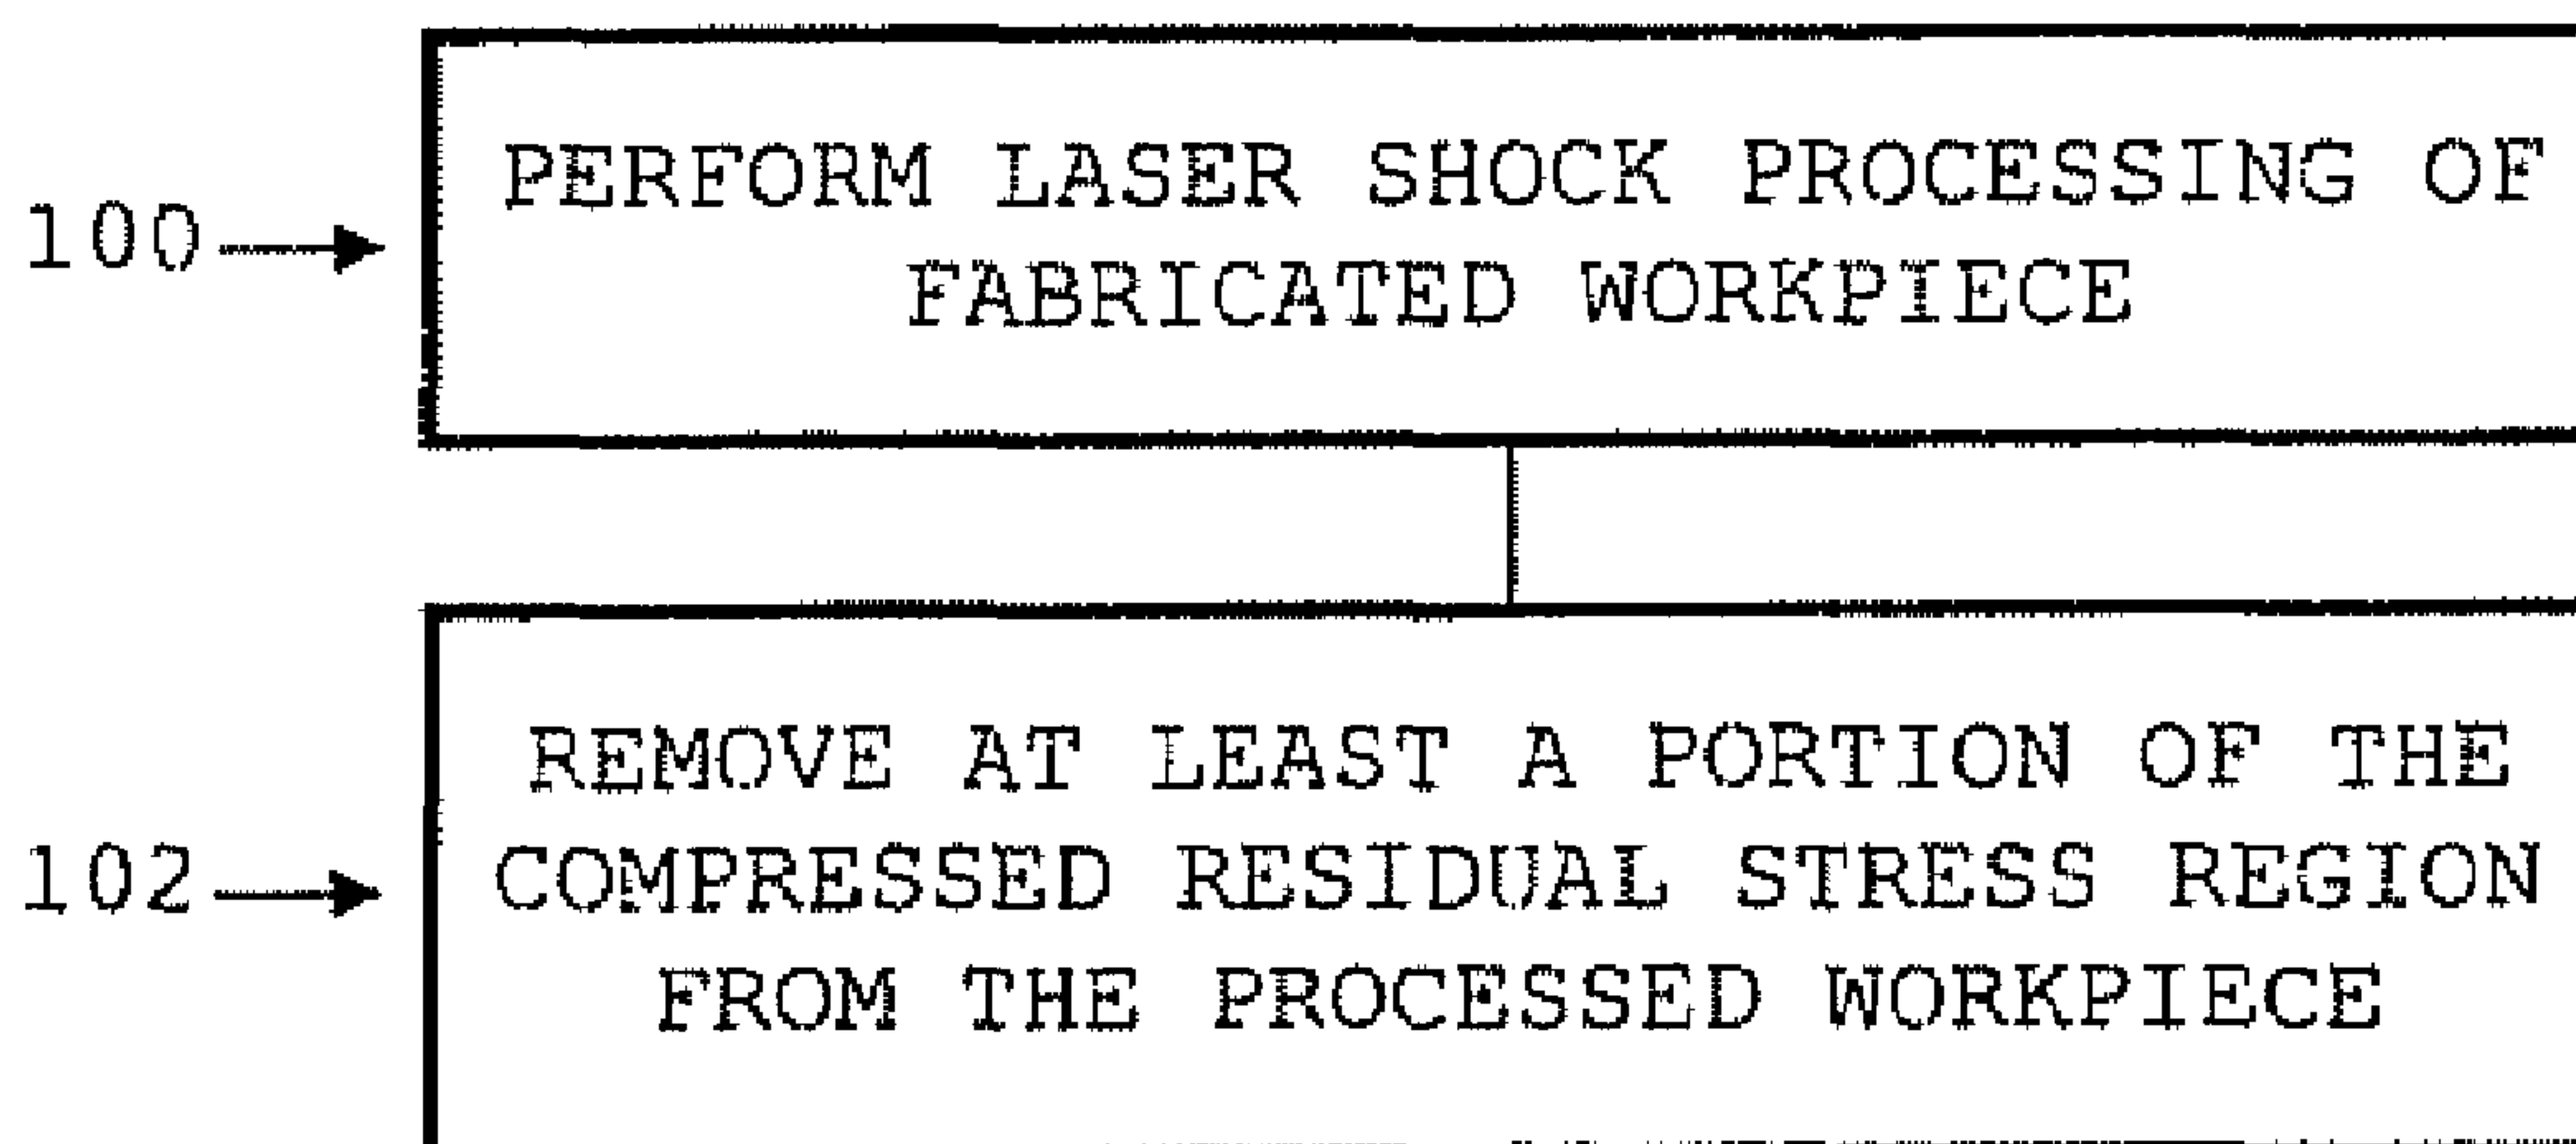 PERFORM LASER SHOCK PROCESSING OF
100
FABRICATED WORKPIECE
REMOVE AT LEAST A PORTION OF THE
102
COMPRESSED RESIDUAL STRESS REGION
FROM THE PROCESSED WORKPIECE